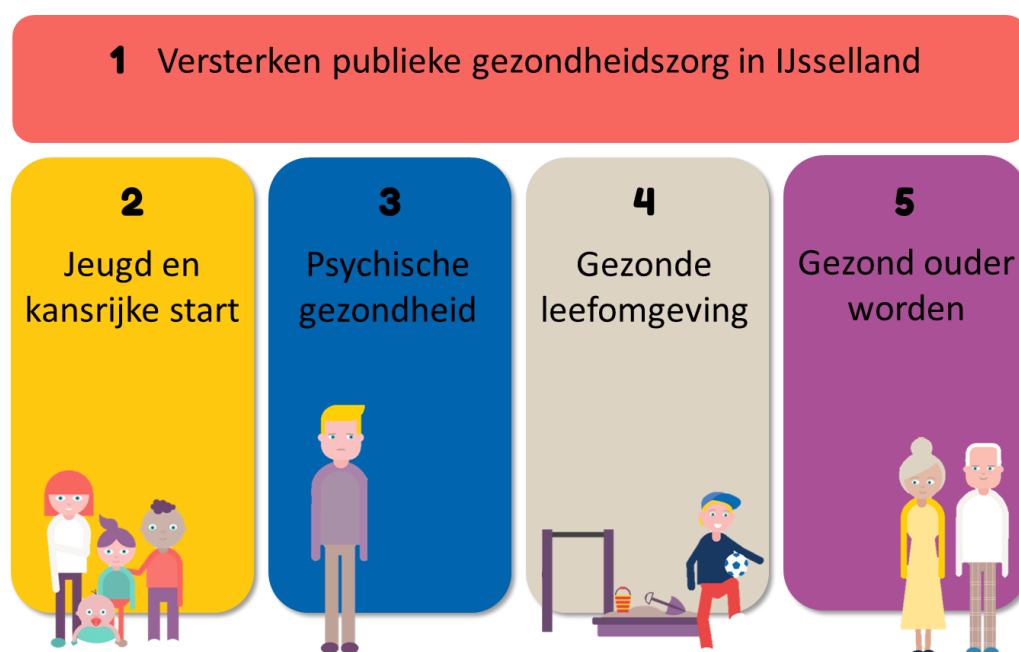 1 Versterken publieke gezondheidszorg in IJsselland
2
Jeugd en
kansrijke start
3
Psychische
gezondheid
4
Gezonde
leefomgeving
5
Gezond ouder
worden